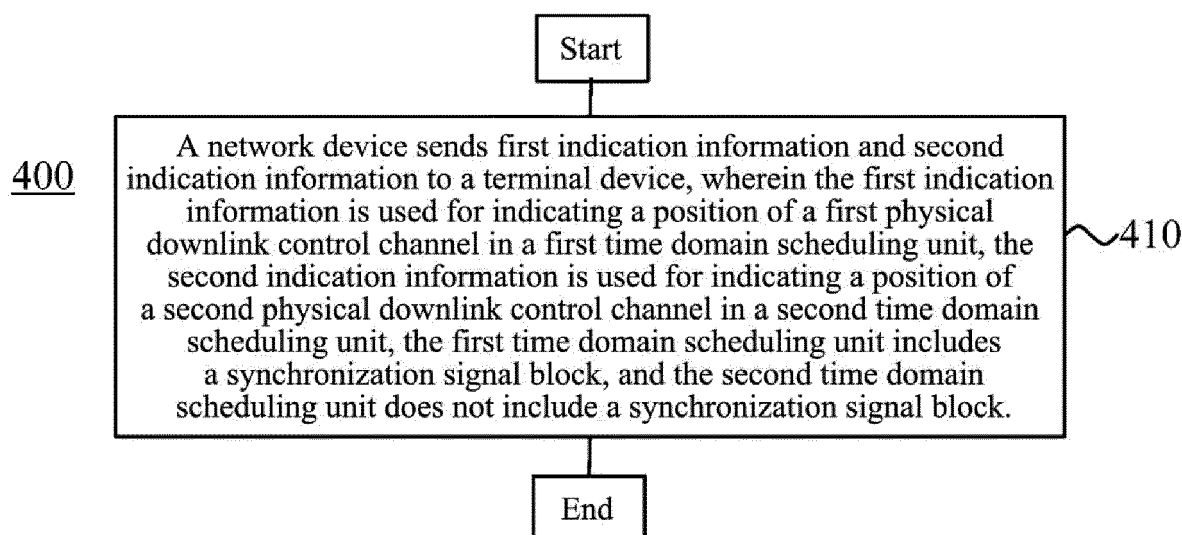 Start
400
A network device sends first indication information and second
indication information to a terminal device, wherein the first indication
information is used for indicating a position of a first physical
downlink control channel in a first time domain scheduling unit, the
second indication information is used for indicating a position of
a second physical downlink control channel in a second time domain
scheduling unit, the first time domain scheduling unit includes
a synchronization signal block, and the second time domain
scheduling unit does not include a synchronization signal block.
410
End